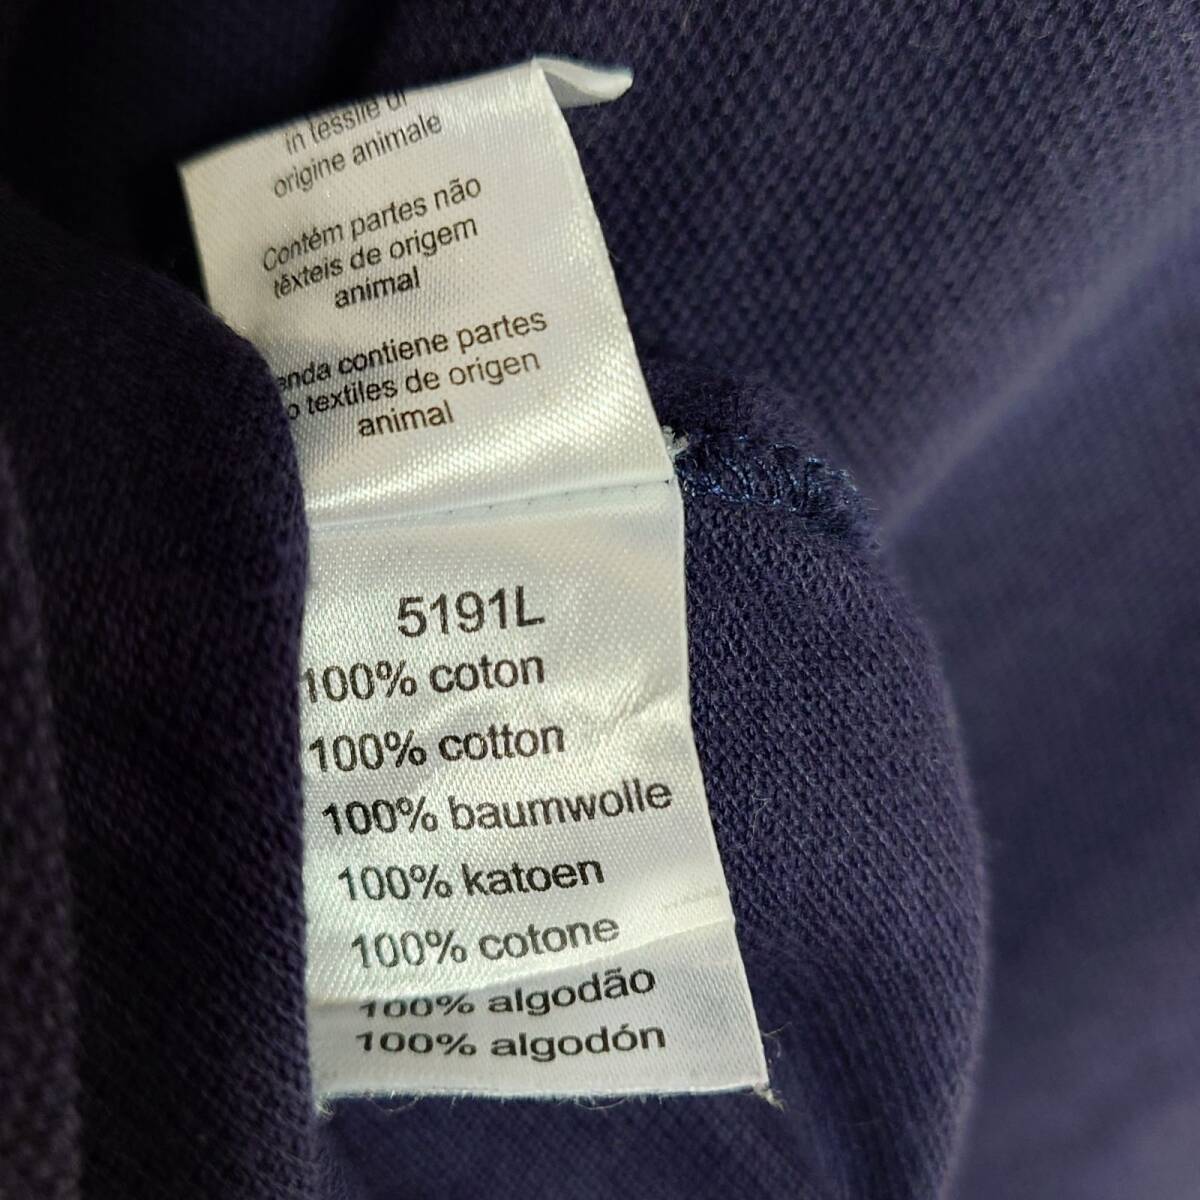 in tessile di
origine animale
Contém partes não
têxteis de origem
animal
contiene partes
textiles de origen
animal
5191L
100% coton
100% cotton
100% baumwolle
100% katoen
100% cotone
100% algodão
100% algodón